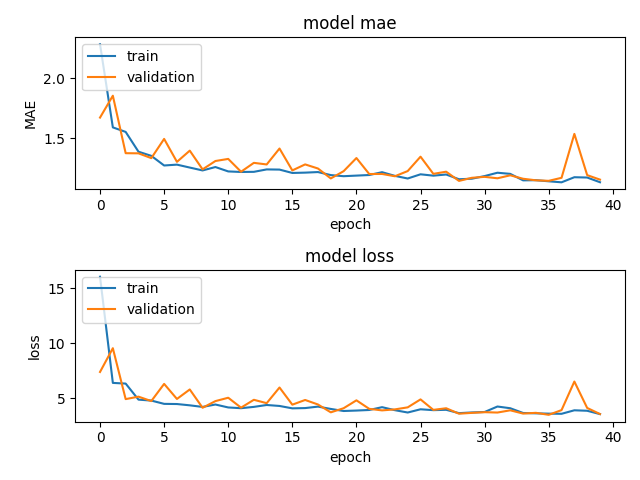 model mae
train
validation
MAE
2.0
1.5
0 5 10 15 20 25 30 35 40
epoch
model loss
train
validation
loss
15
10
5
0 5 10 15 20 25 30 35 40
epoch